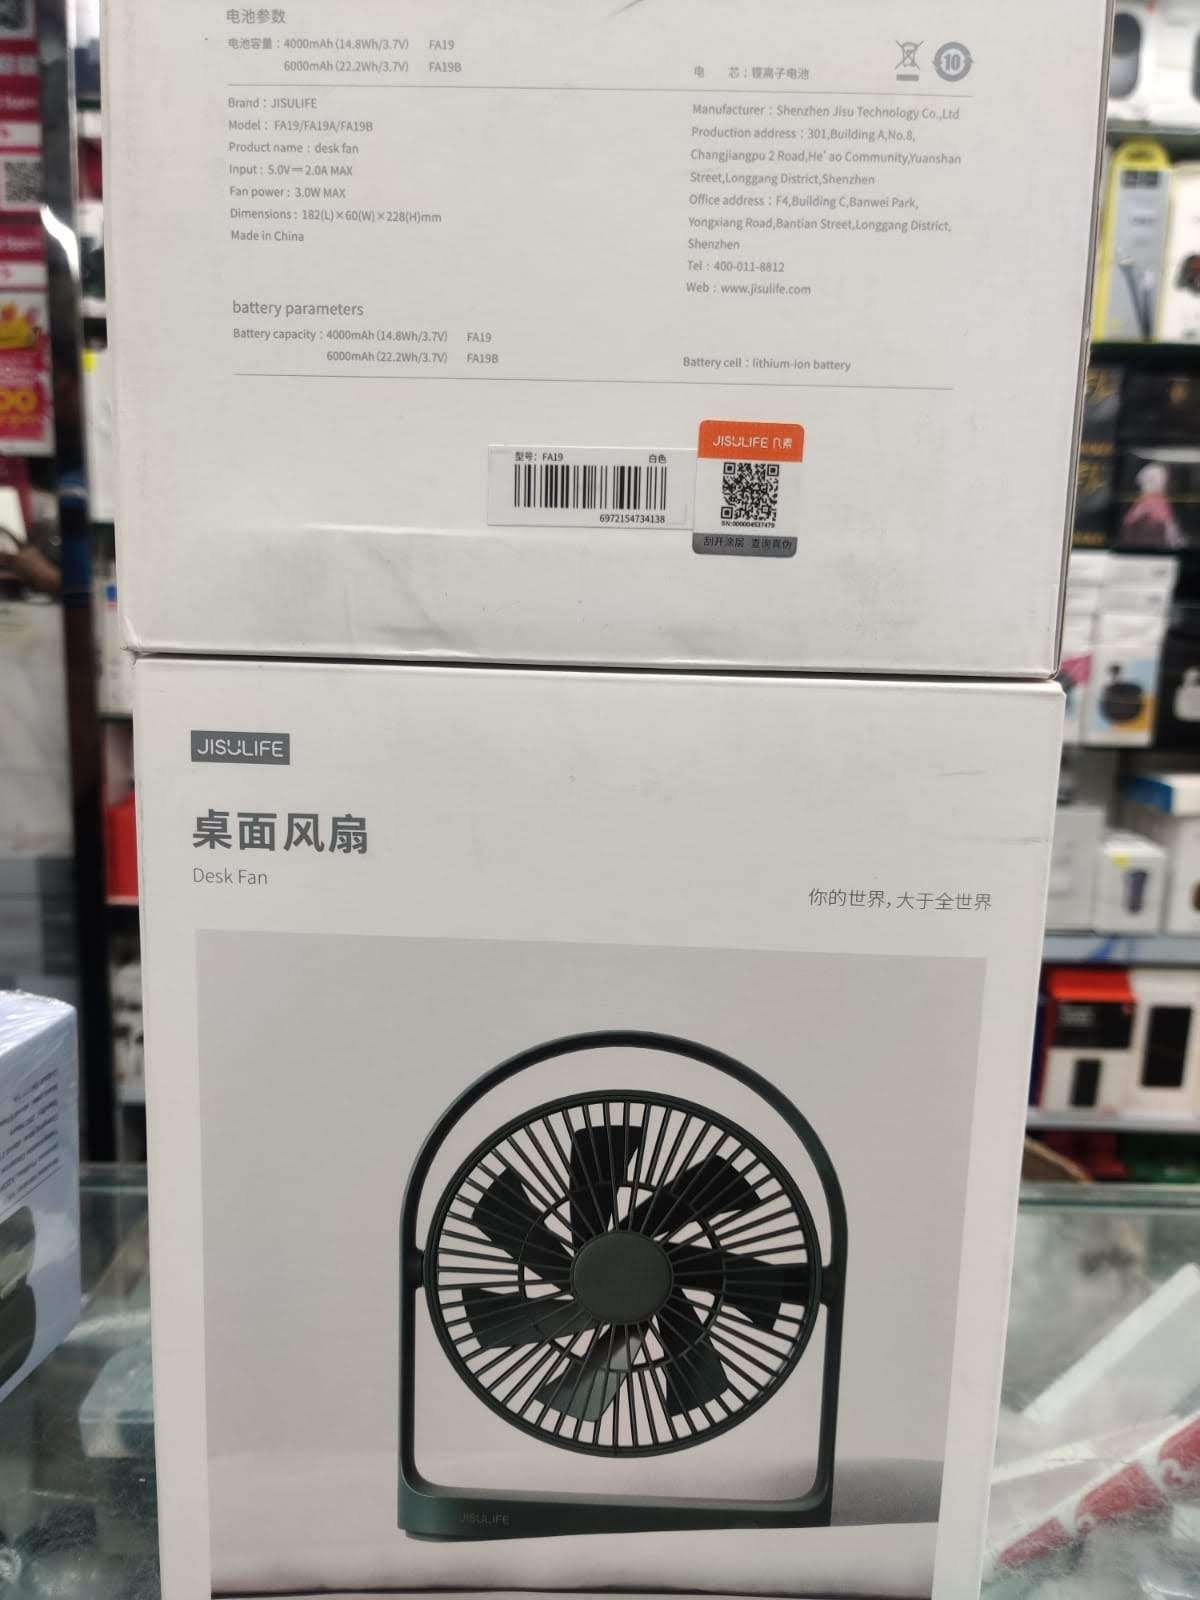 电池参数
电池容量：4000mAh (14.8Wh/3.7V) FA19
6000mAh (22.2Wh/3.7V) FA19B
电 芯：锂离子电池
10
Brand : JISULIFE
Model : FA19/FA19A/FA19B
Product name : desk fan
Input : 5.0V⎓2.0A MAX
Fan power : 3.0W MAX
Dimensions : 182(L)×60(W)×228(H)mm
Made in China
Manufacturer : Shenzhen Jisu Technology Co.,Ltd
Production address : 301,Building A,No.8,
Changjiangpu 2 Road,He' ao Community,Yuanshan
Street,Longgang District,Shenzhen
Office address : F4,Building C,Banwei Park,
Yongxiang Road,Bantian Street,Longgang District,
Shenzhen
Tel : 400-011-8812
Web : www.jisulife.com
battery parameters
Battery capacity : 4000mAh (14.8Wh/3.7V) FA19
6000mAh (22.2Wh/3.7V) FA19B
Battery cell : lithium-ion battery
型号：FA19 白色
6972154734138
JISULIFE 几素
SN:000004537479
刮开涂层 查询真伪
JISULIFE
桌面风扇
Desk Fan
你的世界，大于全世界
JISULIFE